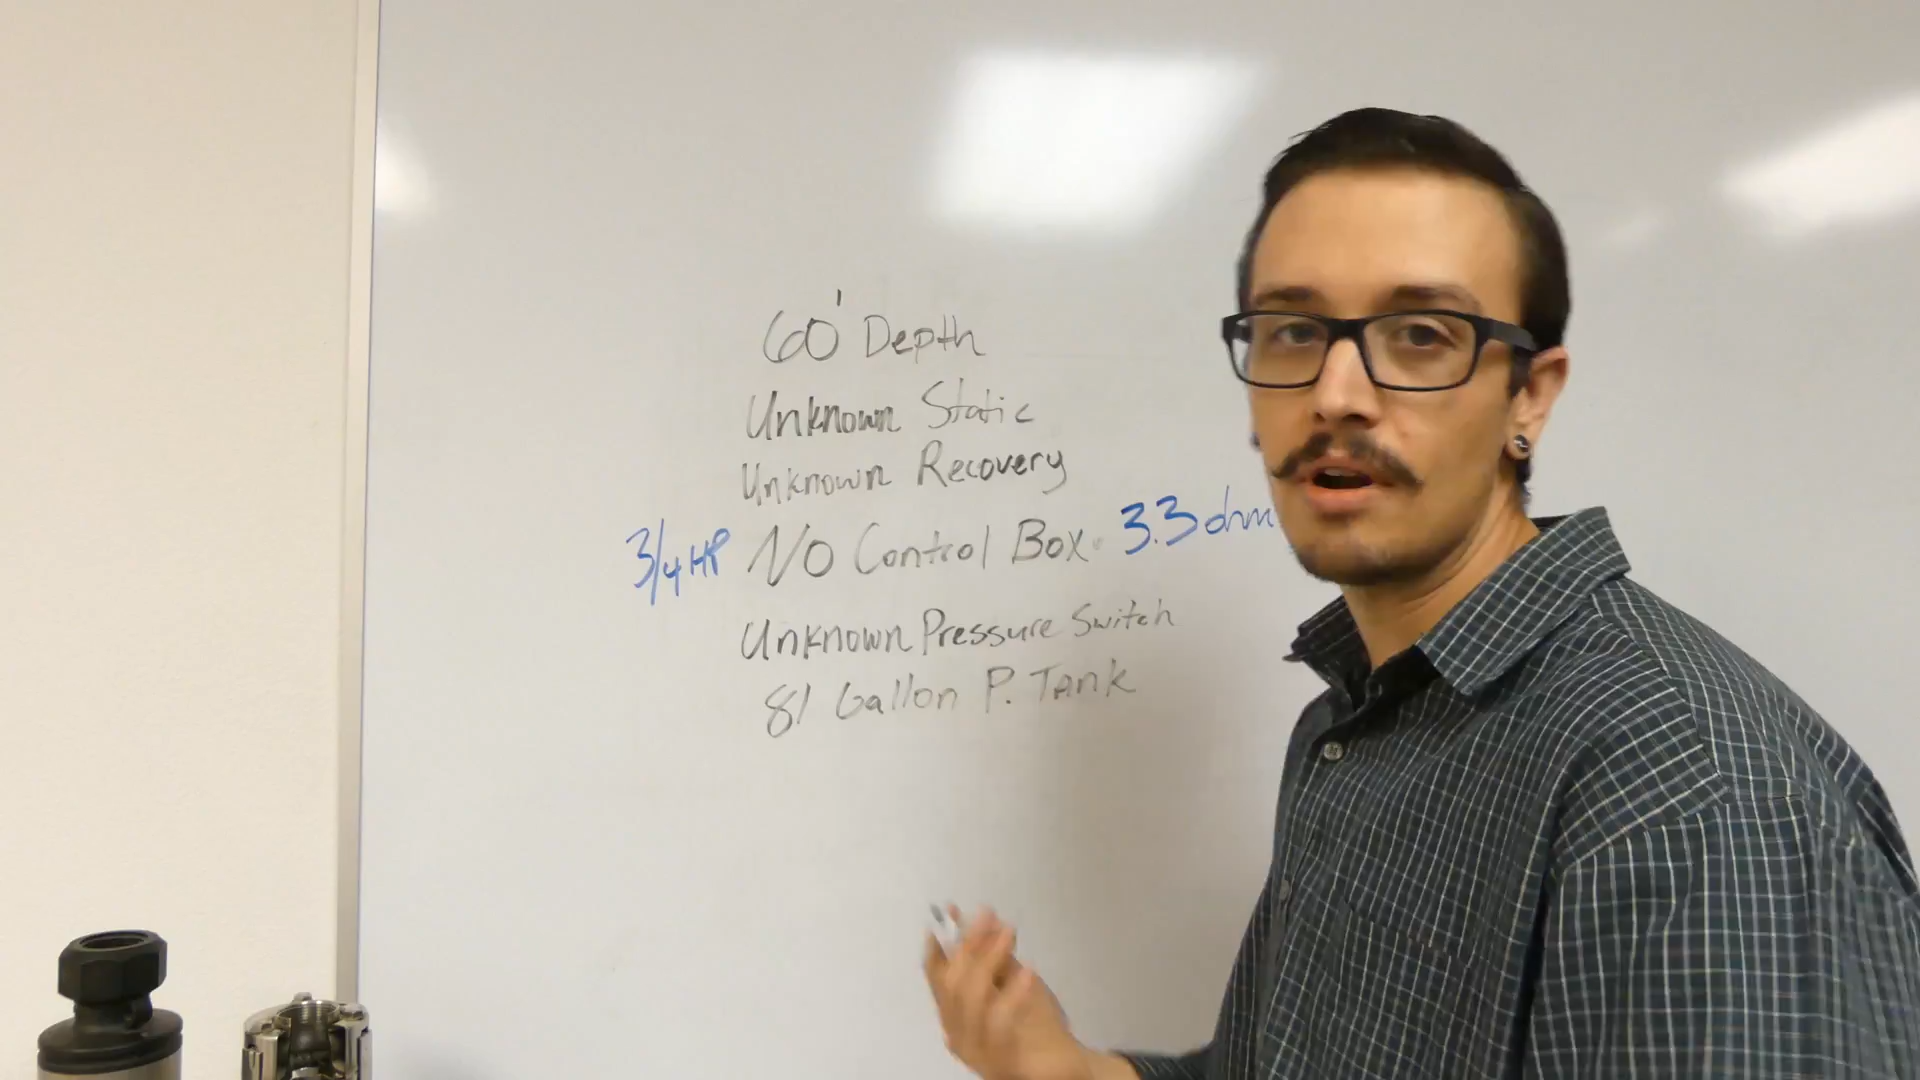 60' Depth
Unknown Static
Unknown Recovery
3/4 HP NO Control Box. 3.3 ohm
Unknown Pressure Switch
81 Gallon P. Tank